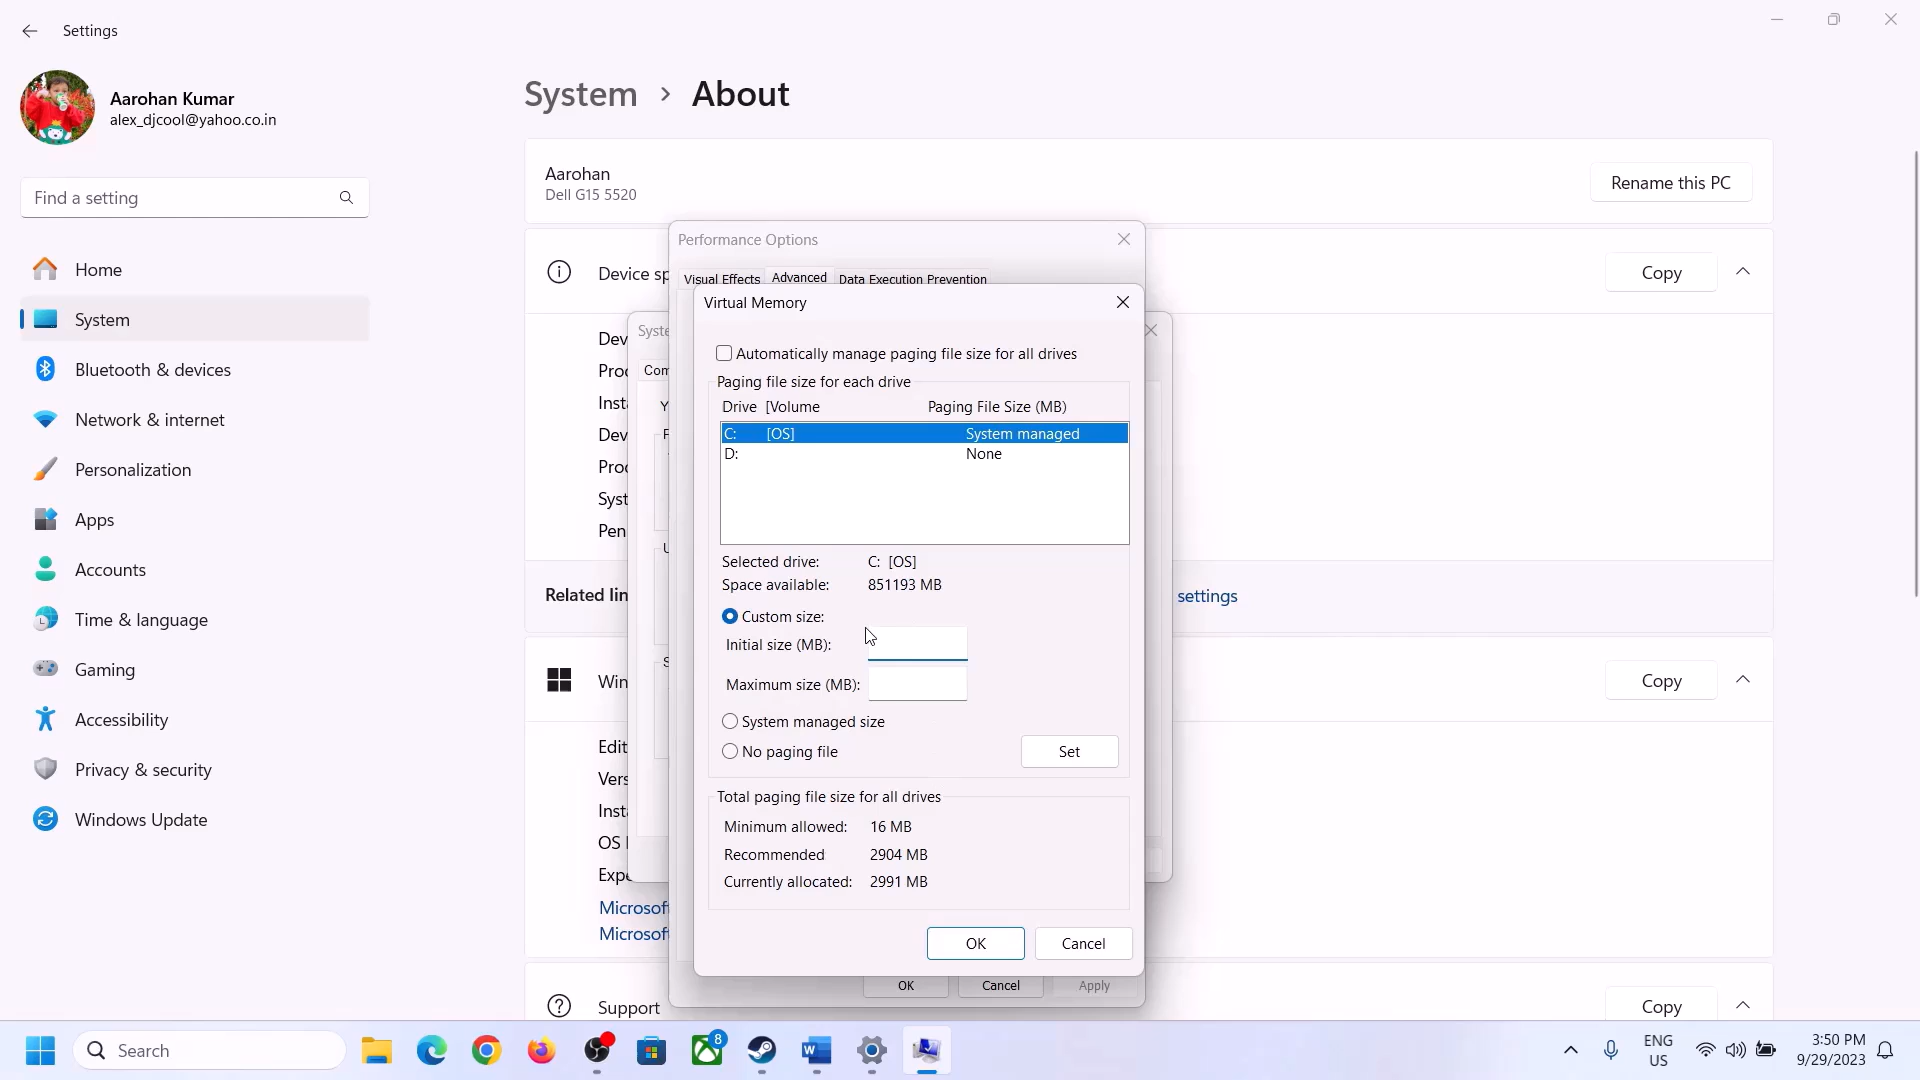 Settings
Aarohan Kumar
alex_djcool@yahoo.co.in
Find a setting
Home
System
Bluetooth & devices
Network & internet
Personalization
Apps
Accounts
Time & language
Gaming
Accessibility
Privacy & security
Windows Update
System > About
Aarohan
Dell G15 5520
Rename this PC
Device sp
Copy
Related lin
settings
Win
Copy
Edit
Vers
Inst
Microsof
Microsof
Support
Copy
Performance Options
Visual Effects Advanced Data Execution Prevention
Syste
Com
Virtual Memory
Automatically manage paging file size for all drives
Paging file size for each drive
Drive [Volume Paging File Size (MB)
C: [OS] System managed
D: None
Selected drive: C: [OS]
Space available: 851193 MB
Custom size:
Initial size (MB):
Maximum size (MB):
System managed size
No paging file
Set
Total paging file size for all drives
Minimum allowed: 16 MB
Recommended 2904 MB
Currently allocated: 2991 MB
OK Cancel
OK Cancel Apply
Search
8
ENG
US
3:50 PM
9/29/2023